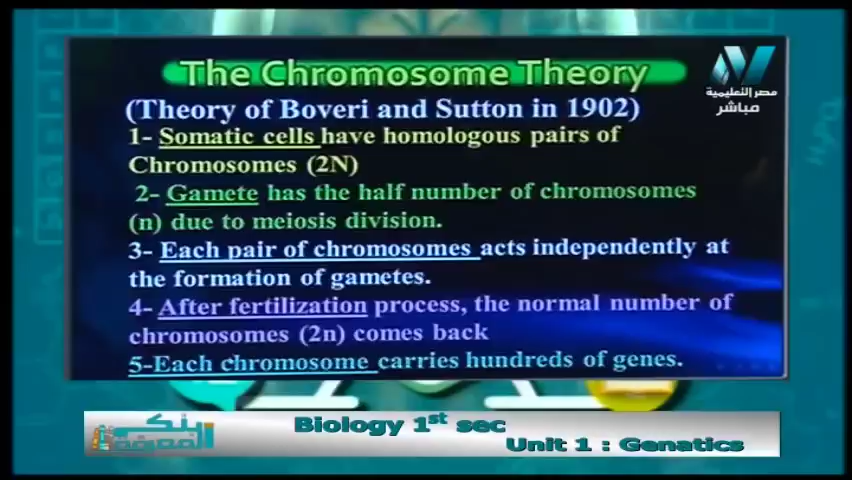 The Chromosome Theory
مصر التعليمية
مباشر
(Theory of Boveri and Sutton in 1902)
1- Somatic cells have homologous pairs of
Chromosomes (2N)
2- Gamete has the half number of chromosomes
(n) due to meiosis division.
3- Each pair of chromosomes acts independently at
the formation of gametes.
4- After fertilization process, the normal number of
chromosomes (2n) comes back
5-Each chromosome carries hundreds of genes.
بنك
المعرفة
Biology 1st sec
Unit 1 : Genatics